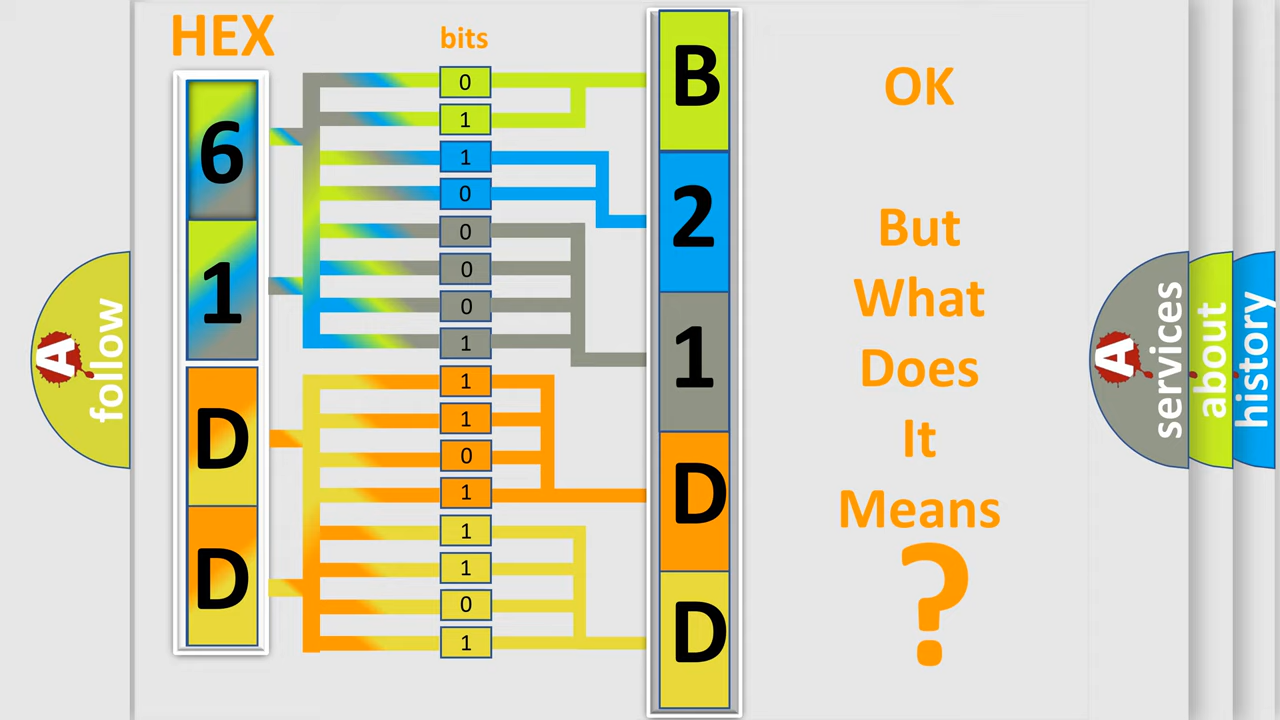 HEX
bits
6
1
D
D
0
1
1
0
0
0
0
1
1
1
0
1
1
1
0
1
B
2
1
D
D
OK
But
What
Does
It
Means
?
A
follow
A
services
about
history